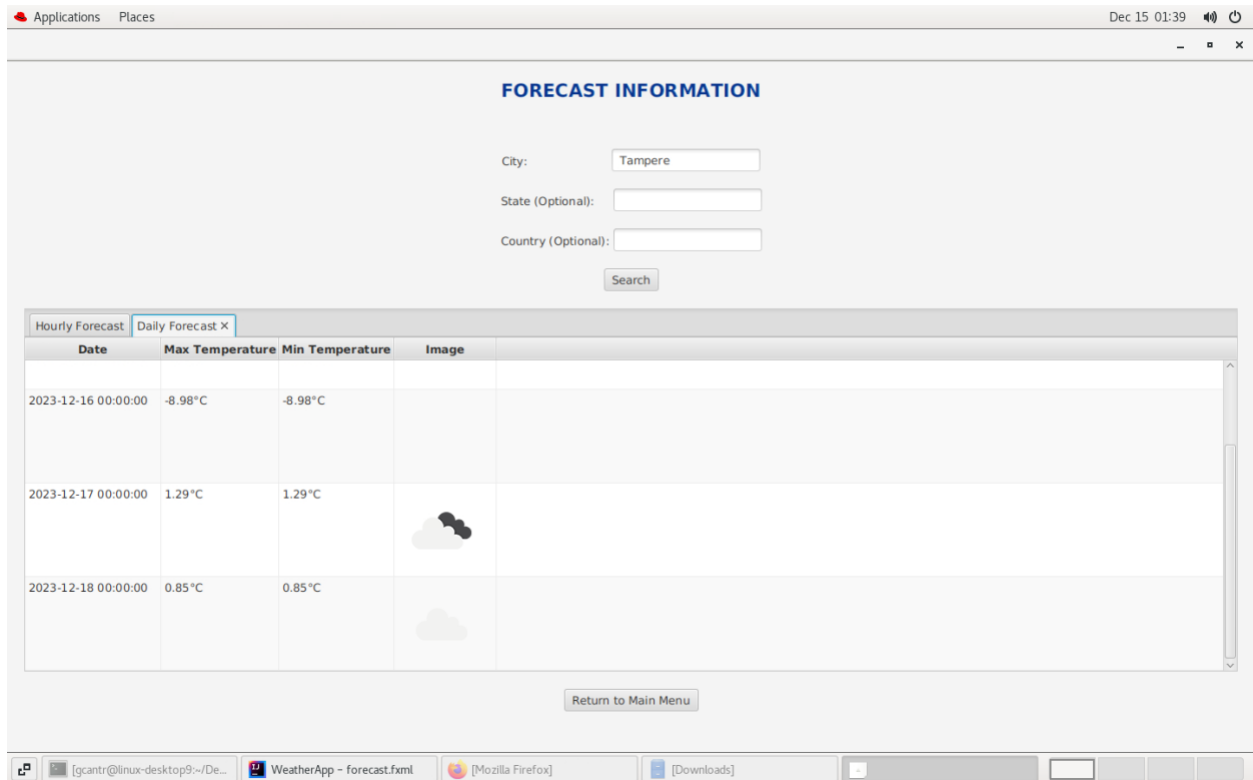 Applications Places Dec 15 01:39
FORECAST INFORMATION
City: Tampere
State (Optional):
Country (Optional):
Search
Hourly Forecast Daily Forecast X
Date Max Temperature Min Temperature Image
2023-12-16 00:00:00 -8.98°C -8.98°C
2023-12-17 00:00:00 1.29°C 1.29°C
2023-12-18 00:00:00 0.85°C 0.85°C
Return to Main Menu
[gcantr@linux-desktop9:~/De... WeatherApp – forecast.fxml [Mozilla Firefox] [Downloads]